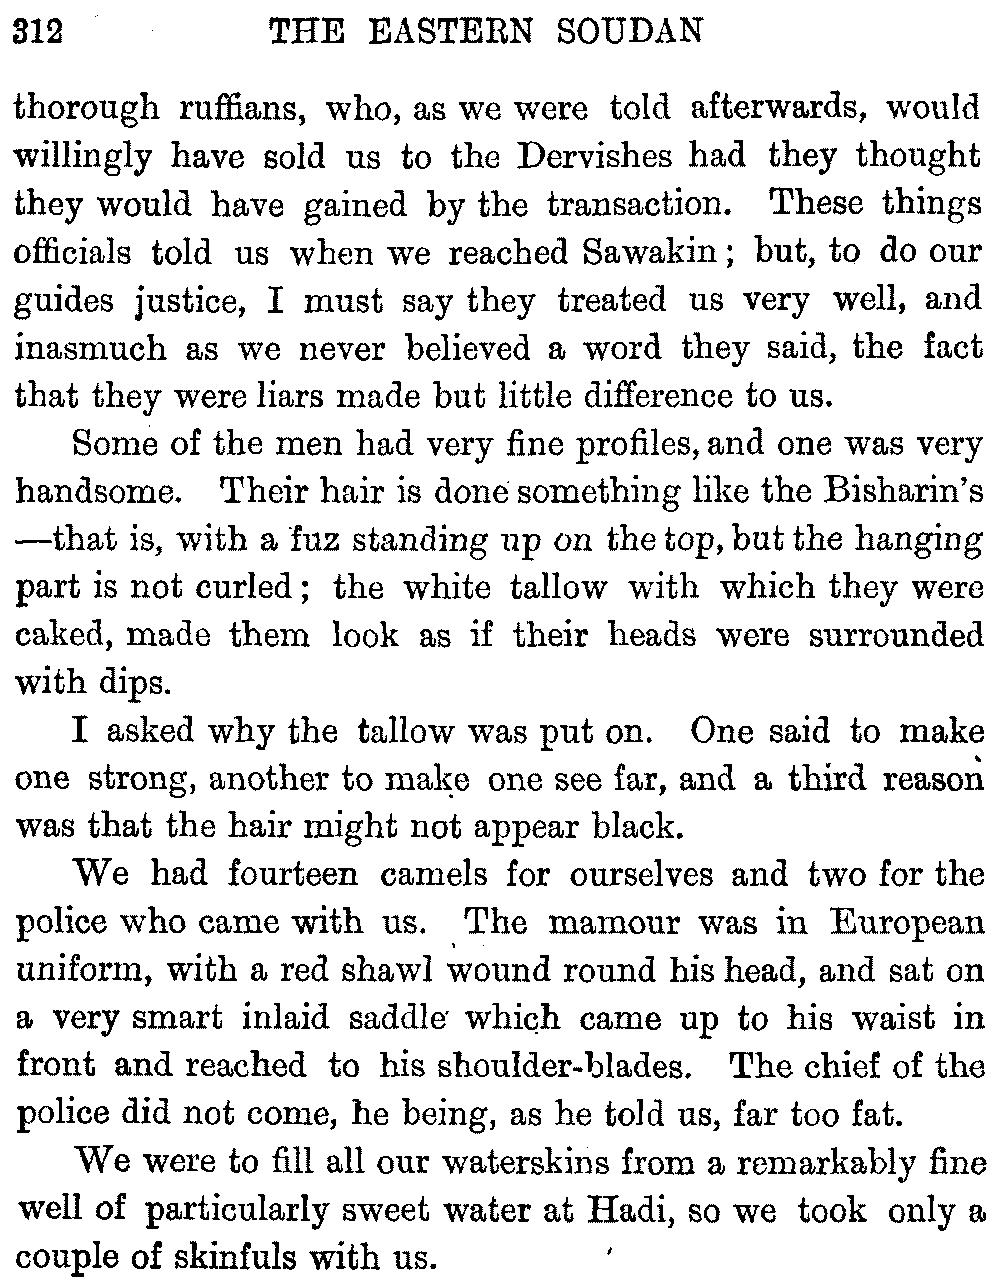 312 THE EASTERN SOUDAN
thorough ruffians, who, as we were told afterwards, would
willingly have sold us to the Dervishes had they thought
they would have gained by the transaction. These things
officials told us when we reached Sawakin; but, to do our
guides justice, I must say they treated us very well, and
inasmuch as we never believed a word they said, the fact
that they were liars made but little difference to us.
Some of the men had very fine profiles, and one was very
handsome. Their hair is done something like the Bisharin's
—that is, with a fuz standing up on the top, but the hanging
part is not curled; the white tallow with which they were
caked, made them look as if their heads were surrounded
with dips.
I asked why the tallow was put on. One said to make
one strong, another to make one see far, and a third reason
was that the hair might not appear black.
We had fourteen camels for ourselves and two for the
police who came with us. The mamour was in European
uniform, with a red shawl wound round his head, and sat on
a very smart inlaid saddle which came up to his waist in
front and reached to his shoulder-blades. The chief of the
police did not come, he being, as he told us, far too fat.
We were to fill all our waterskins from a remarkably fine
well of particularly sweet water at Hadi, so we took only a
couple of skinfuls with us.